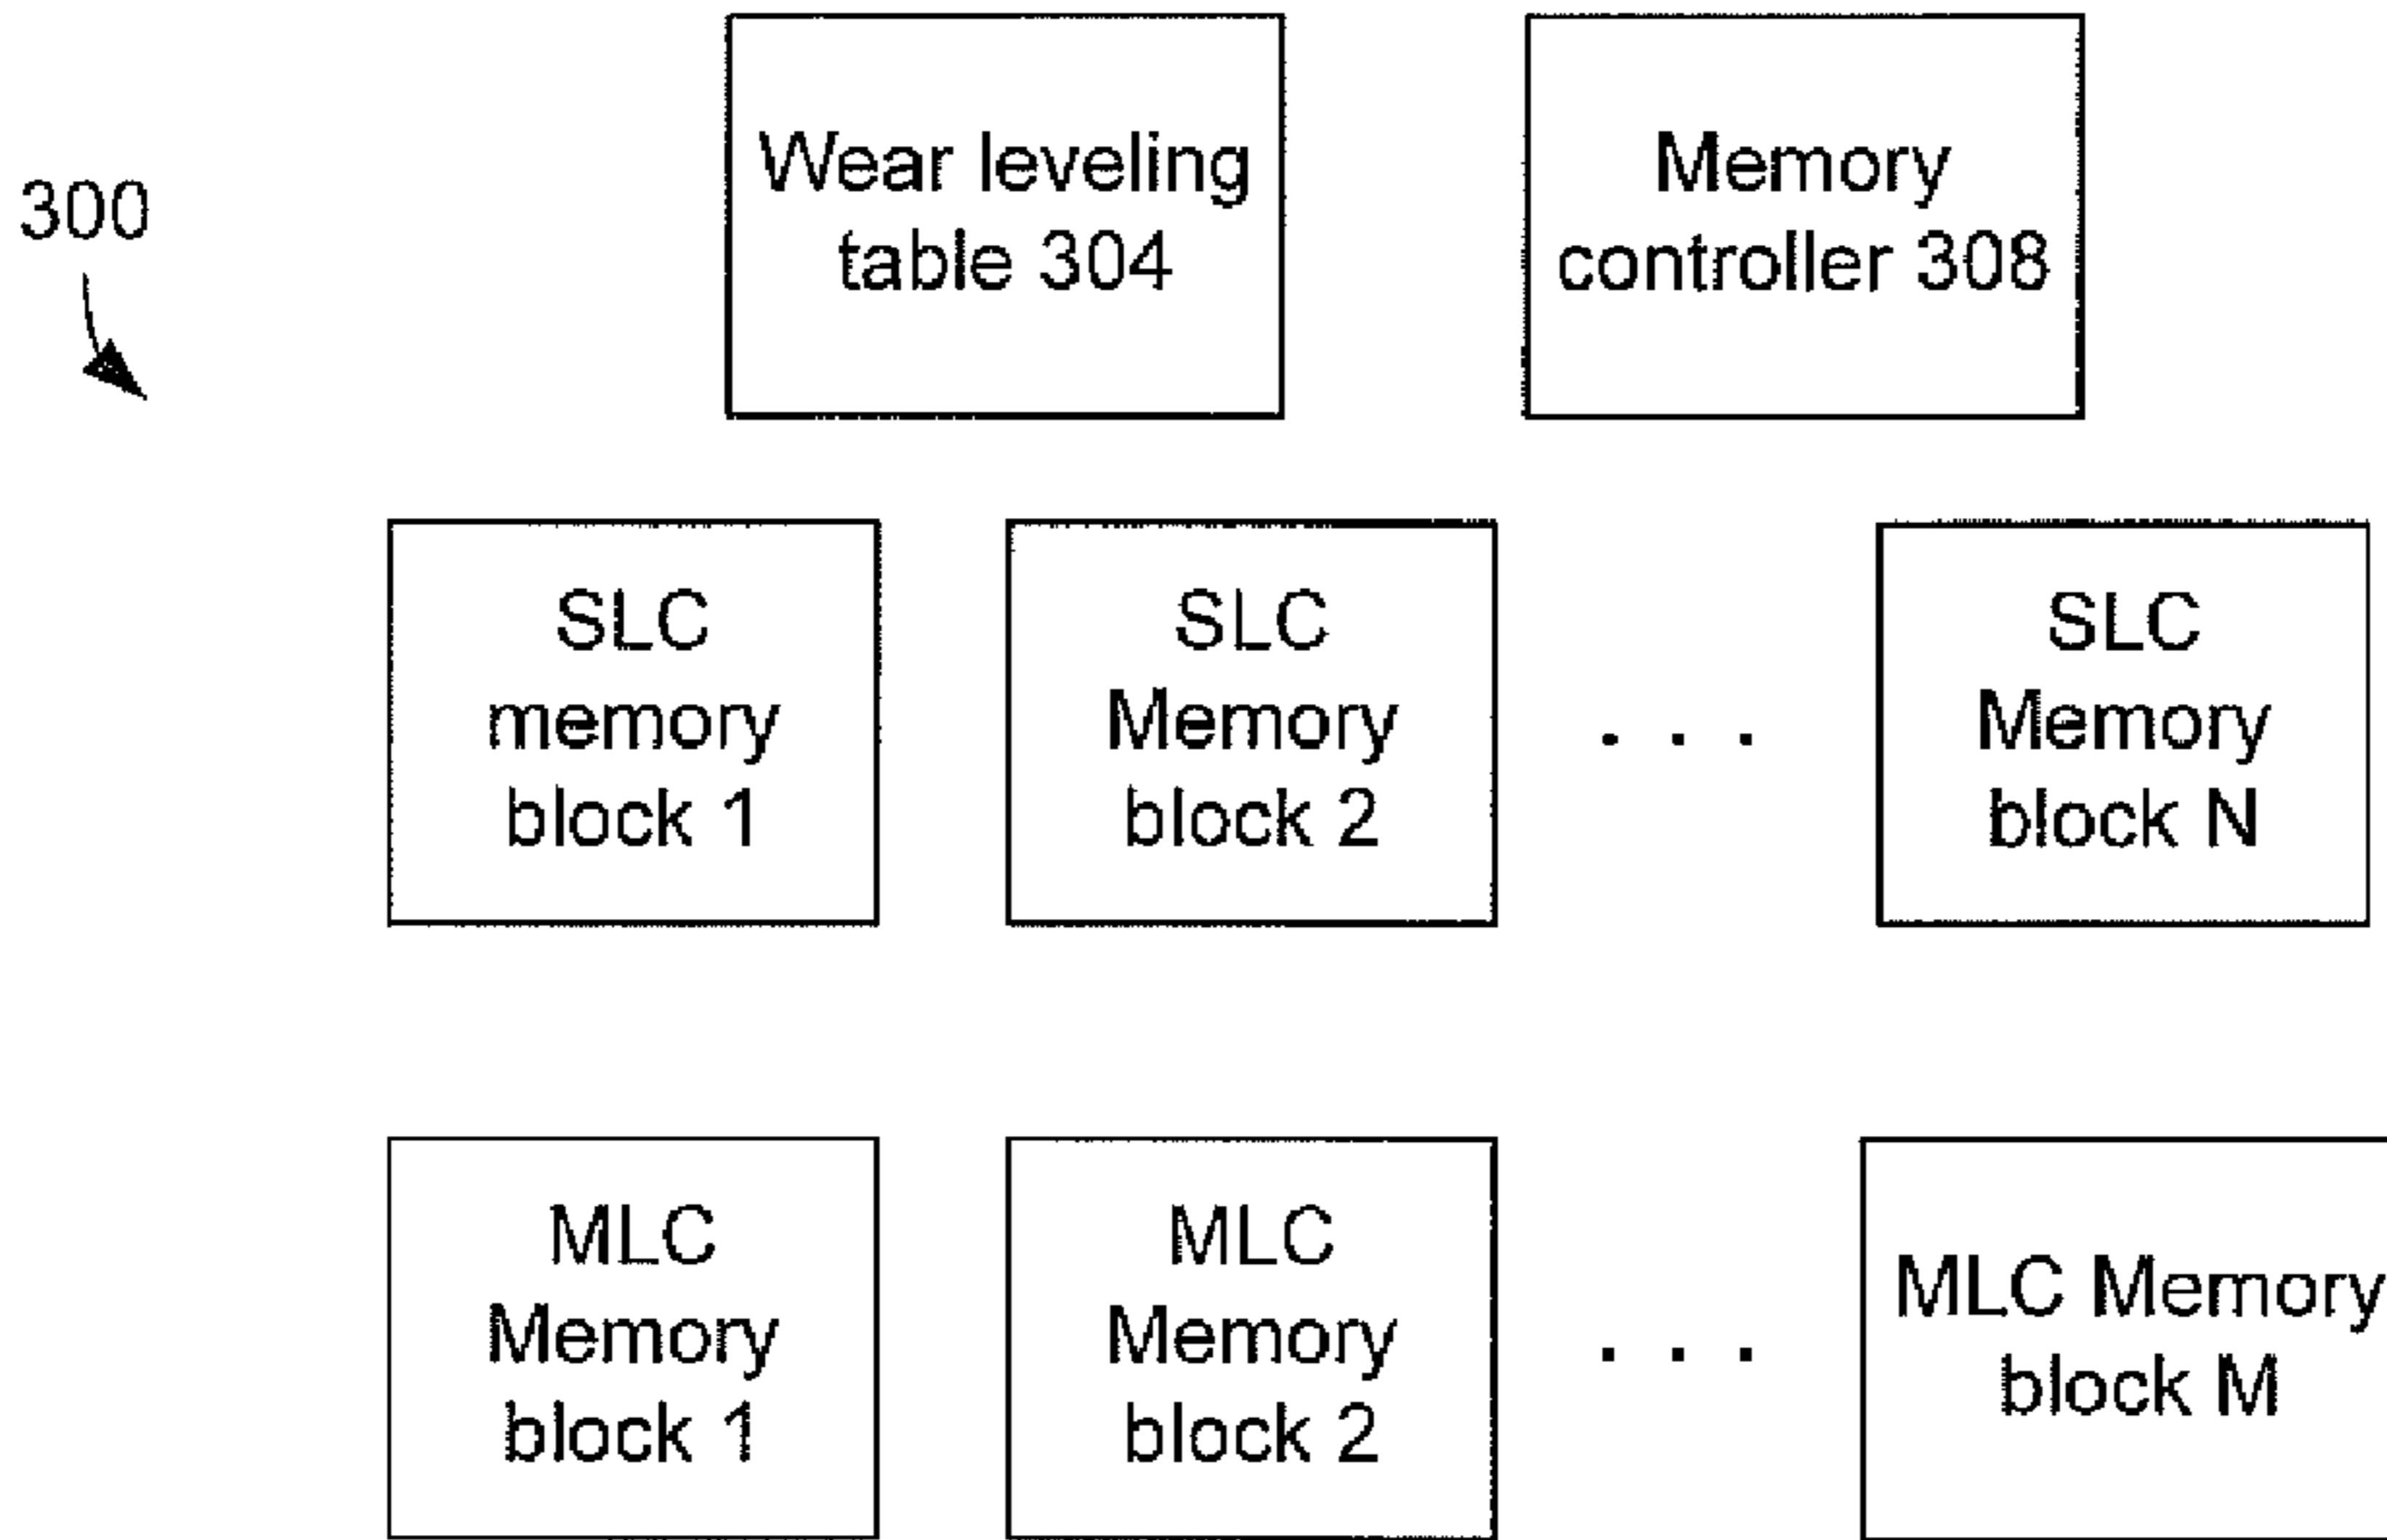 300
Wear leveling
table 304
Memory
controller 308
SLC
memory
block 1
SLC
Memory
block 2
. . .
SLC
Memory
block N
MLC
Memory
block 1
MLC
Memory
block 2
. . .
MLC Memory
block M